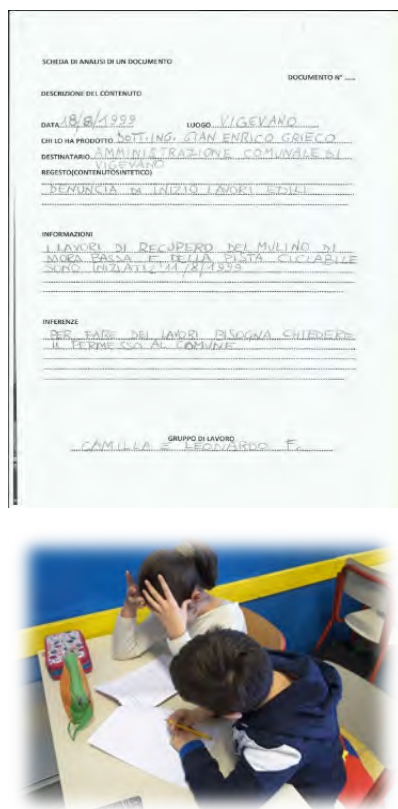 SCHEDA DI ANALISI DI UN DOCUMENTO
DOCUMENTO N° .....
DESCRIZIONE DEL CONTENUTO
DATA 18/8/1999 LUOGO VIGEVANO
CHI LO HA PRODOTTO DOTT. ING. GIAN ENRICO GRIECO
DESTINATARIO AMMINISTRAZIONE COMUNALE DI
VIGEVANO
REGESTO(CONTENUTOSINTETICO)
DENUNCIA DI INIZIO LAVORI EDILI
INFORMAZIONI
I LAVORI DI RECUPERO DEL MULINO DI
MORA BASSA E DELLA PISTA CICLABILE
SONO INIZIATI L'11/8/1999
INFERENZE
PER FARE DEI LAVORI BISOGNA CHIEDERE
IL PERMESSO AL COMUNE
GRUPPO DI LAVORO
CAMILLA E LEONARDO F.